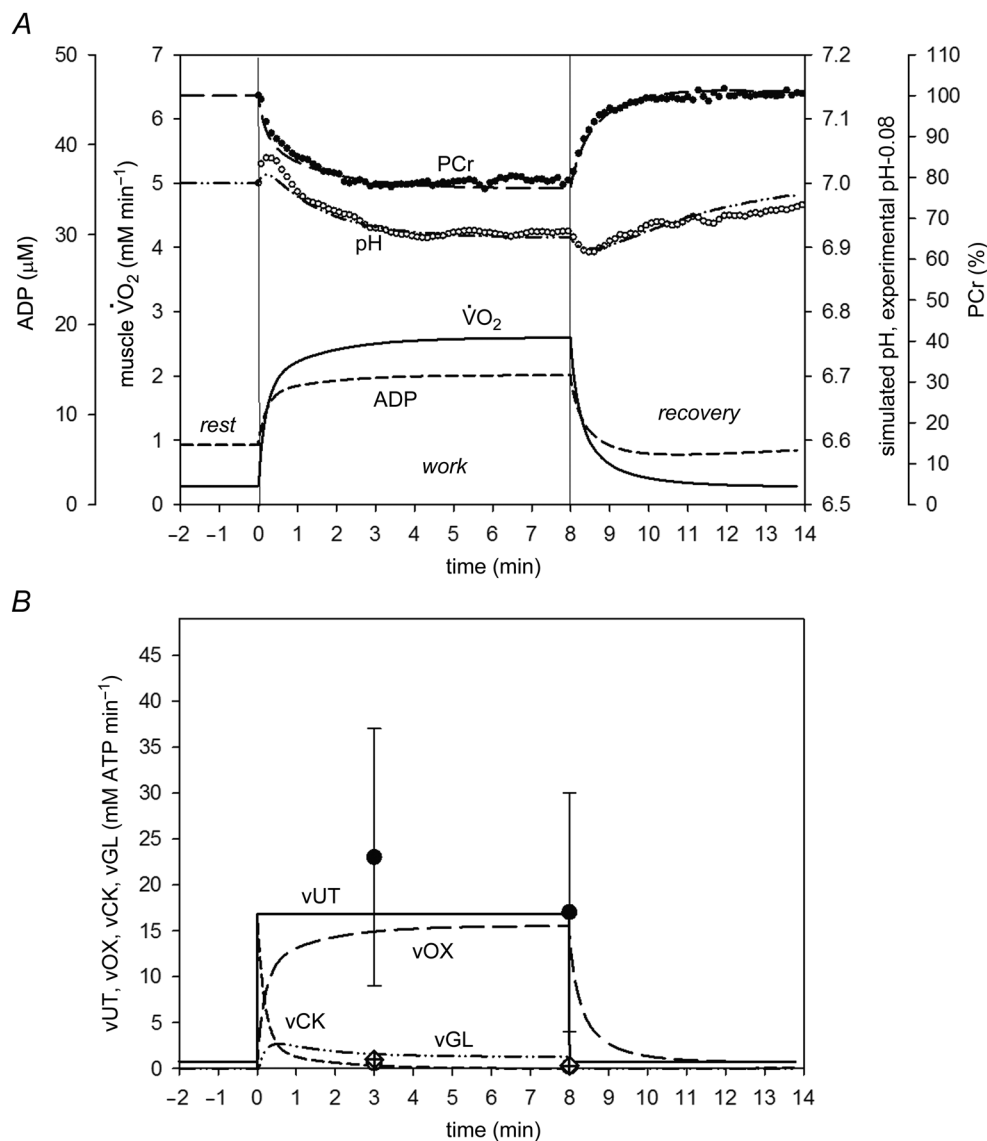 A
50
40
30
20
10
0
ADP (µM)
7
6
5
4
3
2
1
0
muscle V̇O₂ (mM min⁻¹)
7.2
7.1
7.0
6.9
6.8
6.7
6.6
6.5
simulated pH, experimental pH-0.08
110
100
90
80
70
60
50
40
30
20
10
0
PCr (%)
PCr
pH
V̇O₂
ADP
rest
work
recovery
−2 −1 0 1 2 3 4 5 6 7 8 9 10 11 12 13 14
time (min)
B
45
40
35
30
25
20
15
10
5
0
vUT, vOX, vCK, vGL (mM ATP min⁻¹)
vUT
vOX
vCK
vGL
−2 −1 0 1 2 3 4 5 6 7 8 9 10 11 12 13 14
time (min)